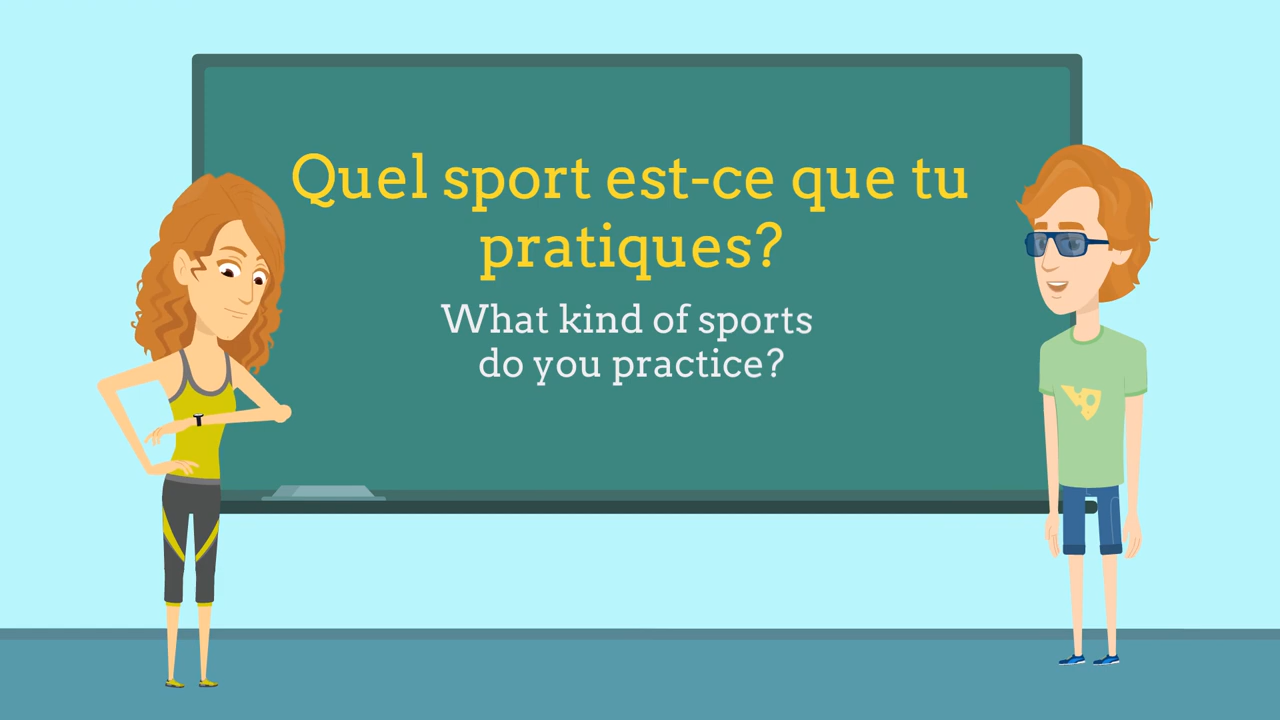 Quel sport est-ce que tu
pratiques?
What kind of sports
do you practice?